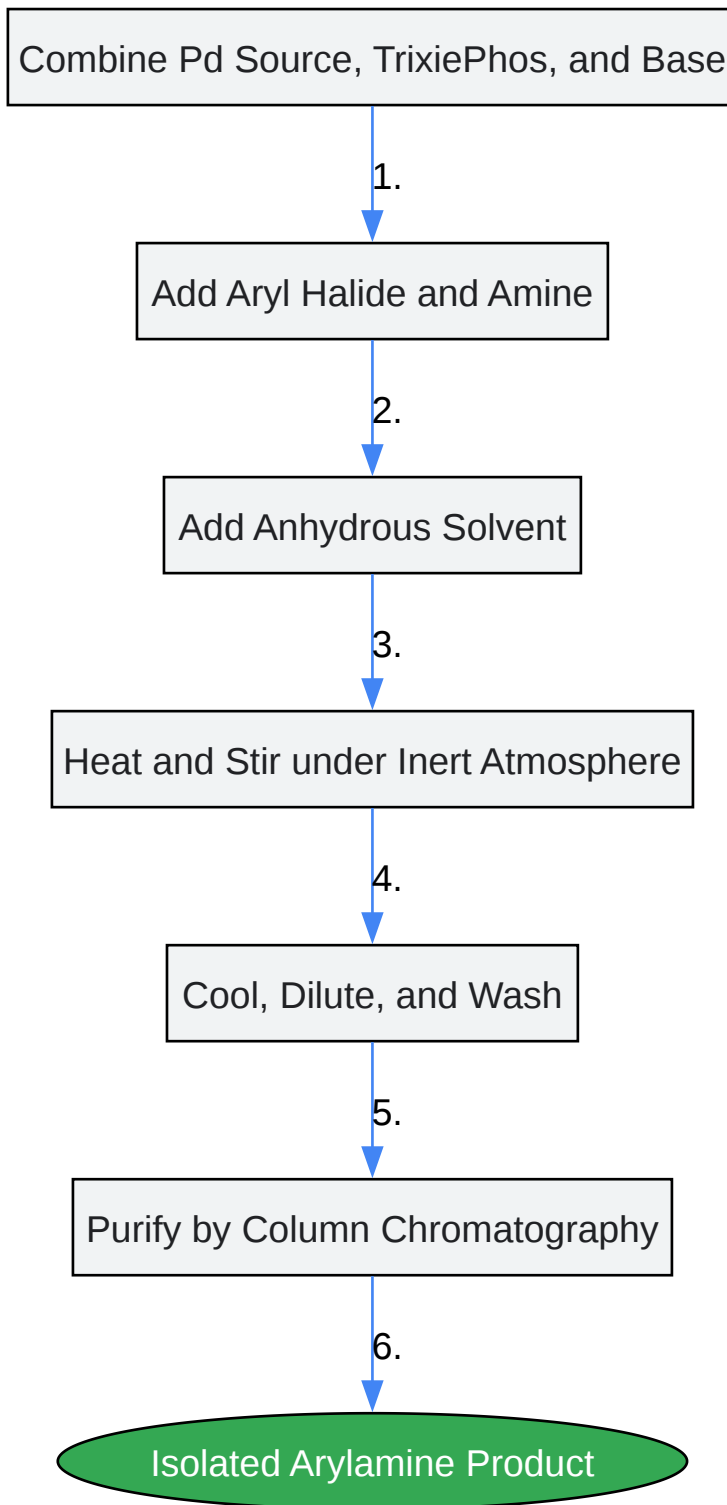 Combine Pd Source, TrixiePhos, and Base
1.
Add Aryl Halide and Amine
2.
Add Anhydrous Solvent
3.
Heat and Stir under Inert Atmosphere
4.
Cool, Dilute, and Wash
5.
Purify by Column Chromatography
6.
Isolated Arylamine Product